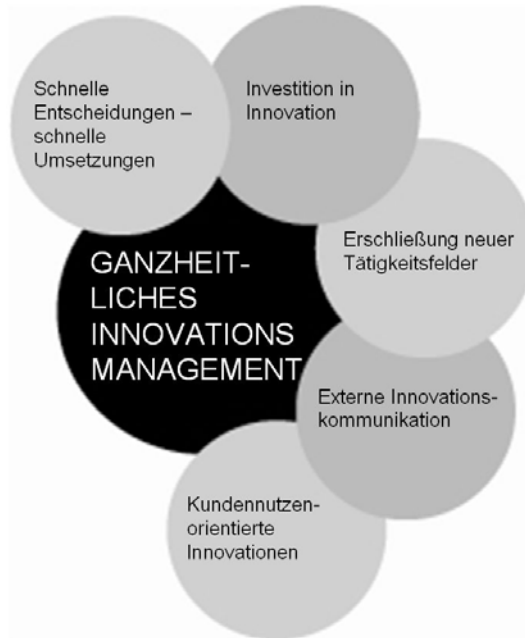 Schnelle
Entscheidungen –
schnelle
Umsetzungen
Investition in
Innovation
Erschließung neuer
Tätigkeitsfelder
GANZHEIT-
LICHES
INNOVATIONS
MANAGEMENT
Externe Innovations-
kommunikation
Kundennutzen-
orientierte
Innovationen